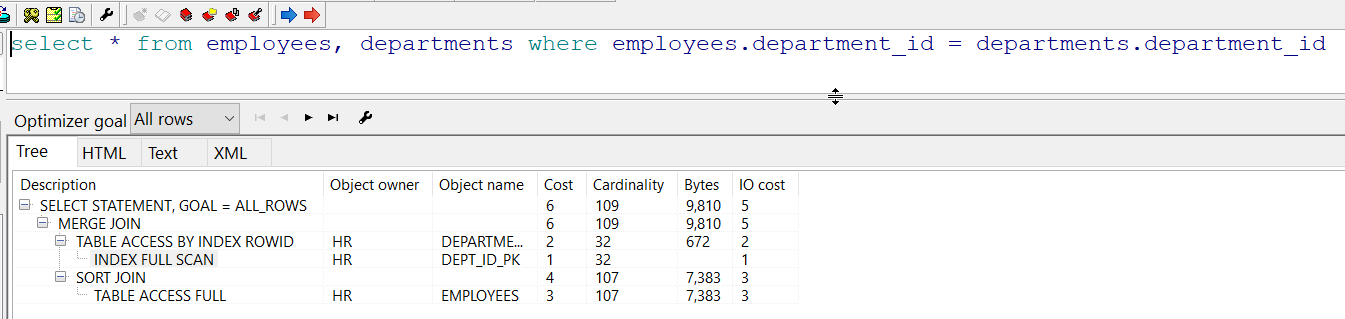 select * from employees, departments where employees.department_id = departments.department_id
Optimizer goal All rows
Tree HTML Text XML
Description Object owner Object name Cost Cardinality Bytes IO cost
SELECT STATEMENT, GOAL = ALL_ROWS 6 109 9,810 5
MERGE JOIN 6 109 9,810 5
TABLE ACCESS BY INDEX ROWID HR DEPARTME... 2 32 672 2
INDEX FULL SCAN HR DEPT_ID_PK 1 32 1
SORT JOIN 4 107 7,383 3
TABLE ACCESS FULL HR EMPLOYEES 3 107 7,383 3